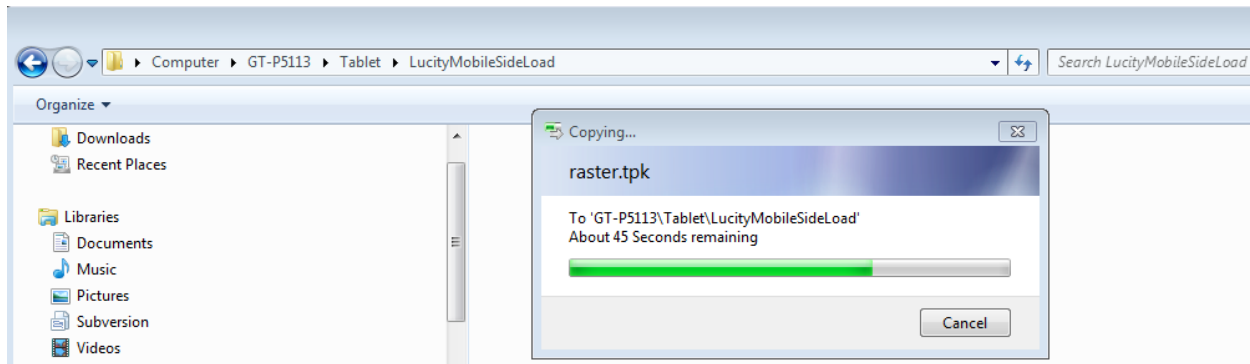 Computer GT-P5113 Tablet LucityMobileSideLoad
Search LucityMobileSideLoad
Organize
Downloads
Recent Places
Libraries
Documents
Music
Pictures
Subversion
Videos
Copying...
raster.tpk
To 'GT-P5113\Tablet\LucityMobileSideLoad'
About 45 Seconds remaining
Cancel